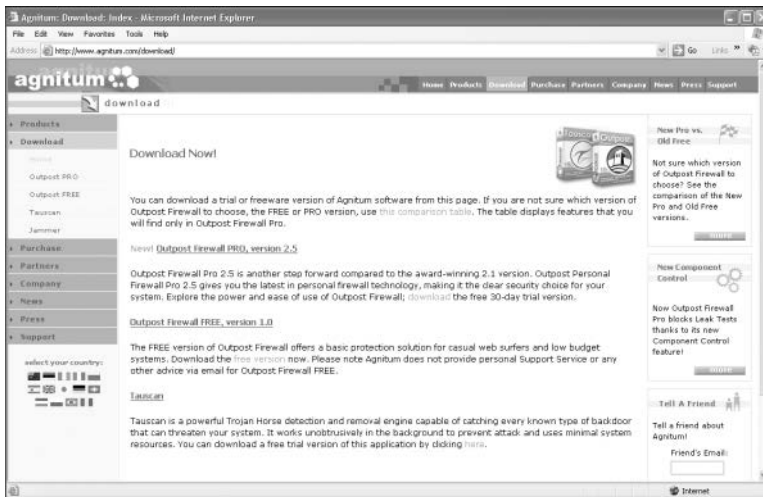 Agnitum: Download: Index - Microsoft Internet Explorer
File Edit View Favorites Tools Help
Address http://www.agnitum.com/download/
Go Links »
agnitum
Home Products Download Purchase Partners Company News Press Support
download
Products
Download
Home
Outpost PRO
Outpost FREE
Tauscan
Jammer
Purchase
Partners
Company
News
Press
Support
select your country:
Download Now!
Tauscan Outpost
You can download a trial or freeware version of Agnitum software from this page. If you are not sure which version of
Outpost Firewall to choose, the FREE or PRO version, use this comparison table. The table displays features that you
will find only in Outpost Firewall Pro.
New! Outpost Firewall PRO, version 2.5
Outpost Firewall Pro 2.5 is another step forward compared to the award-winning 2.1 version. Outpost Personal
Firewall Pro 2.5 gives you the latest in personal firewall technology, making it the clear security choice for your
system. Explore the power and ease of use of Outpost Firewall; download the free 30-day trial version.
Outpost Firewall FREE, version 1.0
The FREE version of Outpost Firewall offers a basic protection solution for casual web surfers and low budget
systems. Download the free version now. Please note Agnitum does not provide personal Support Service or any
other advice via email for Outpost Firewall FREE.
Tauscan
Tauscan is a powerful Trojan Horse detection and removal engine capable of catching every known type of backdoor
that can threaten your system. It works unobtrusively in the background to prevent attack and uses minimal system
resources. You can download a free trial version of this application by clicking here.
New Pro vs.
Old Free
Not sure which version
of Outpost Firewall to
choose? See the
comparison of the New
Pro and Old Free
versions.
more
New Component
Control
Now Outpost Firewall
Pro blocks Leak Tests
thanks to its new
Component Control
feature!
more
Tell A Friend
Tell a friend about
Agnitum!
Friend's Email:
Internet